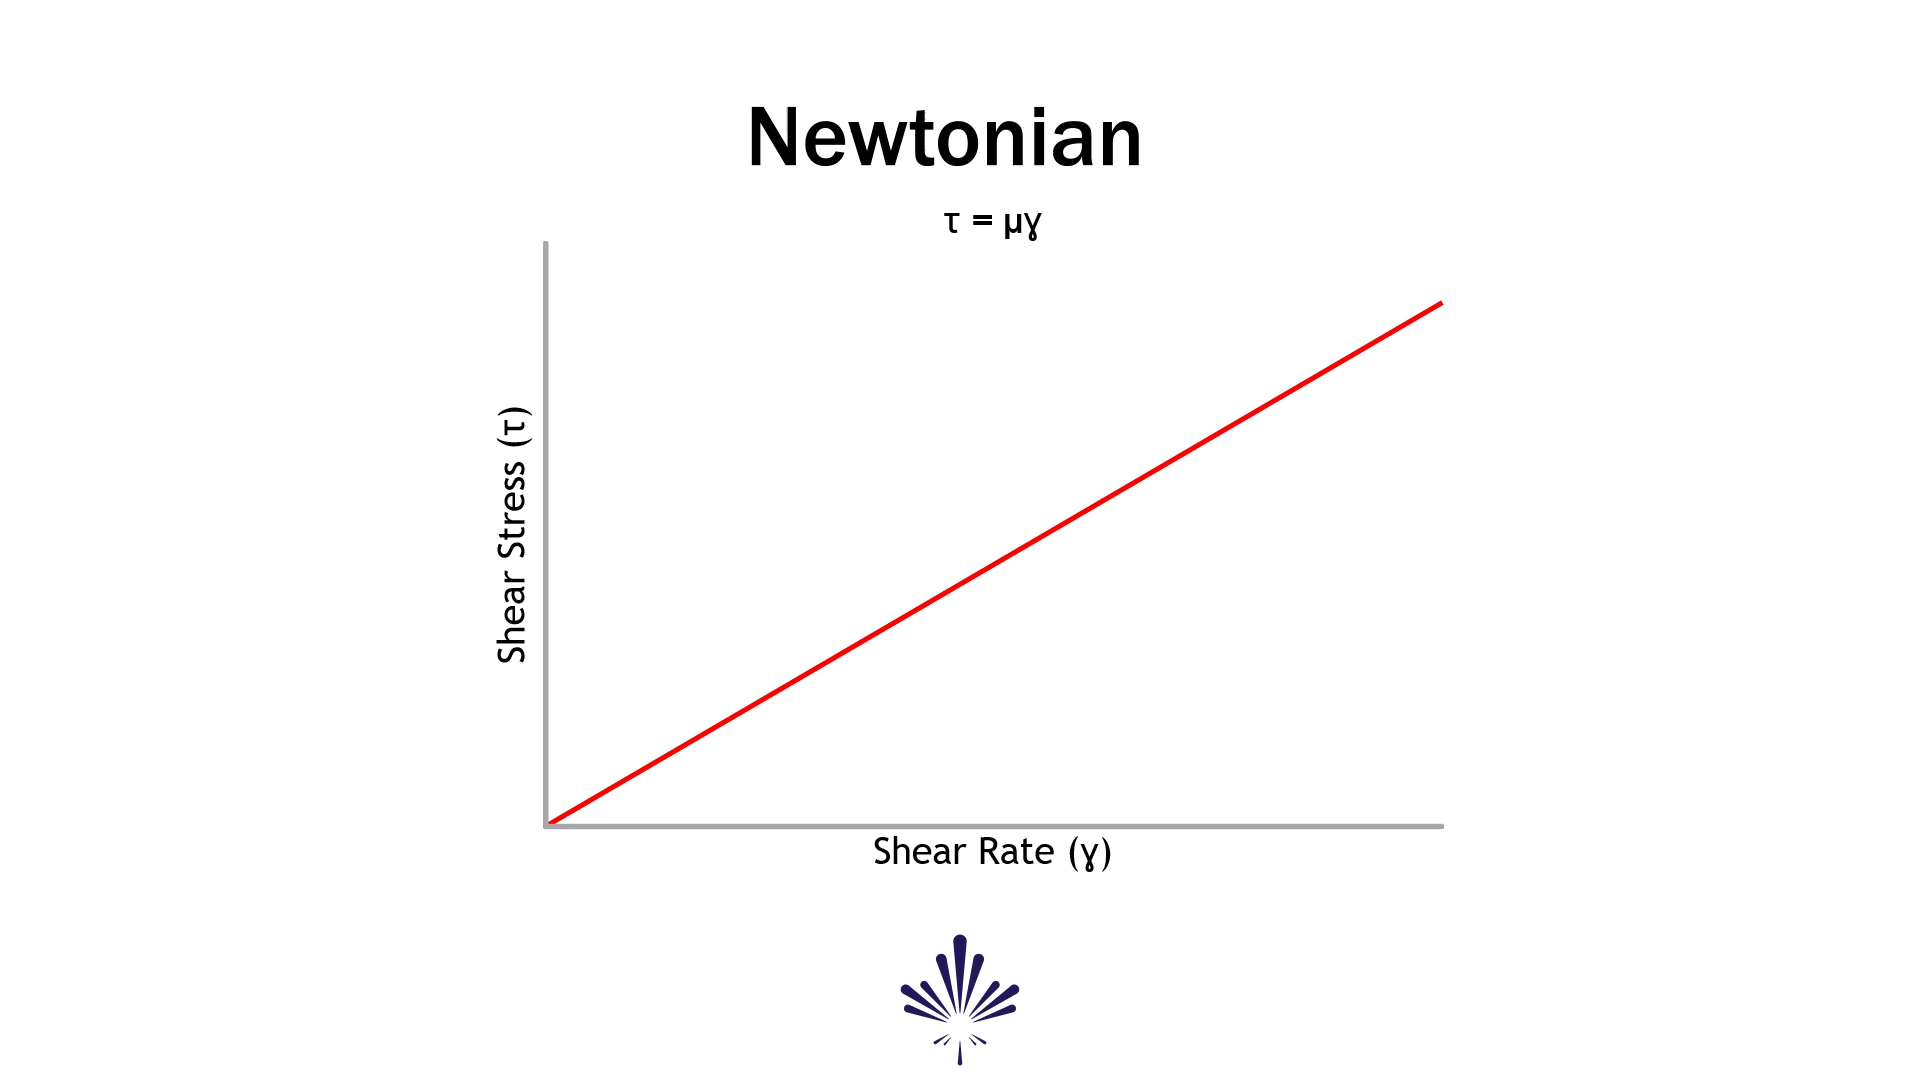 Newtonian
τ = μɣ
Shear Stress (τ)
Shear Rate (ɣ)